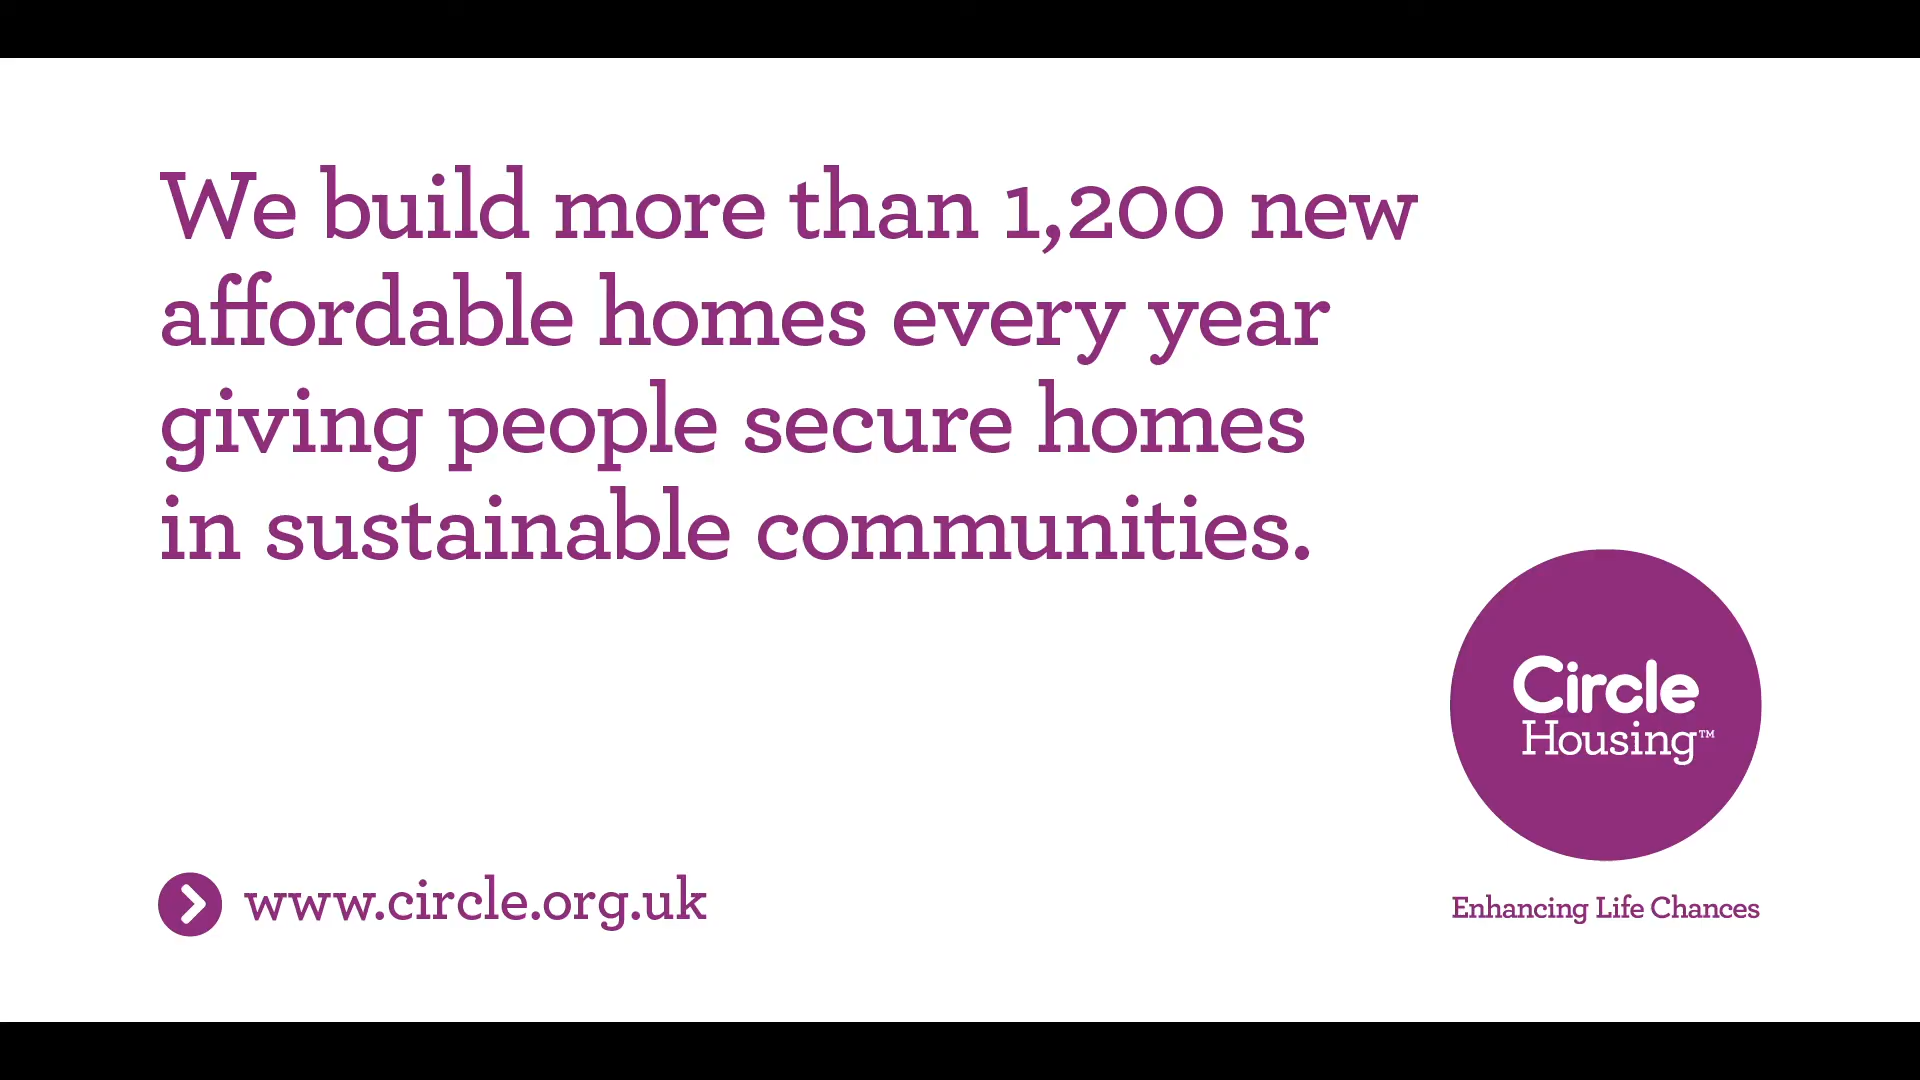 We build more than 1,200 new
affordable homes every year
giving people secure homes
in sustainable communities.
Circle
Housing™
www.circle.org.uk
Enhancing Life Chances